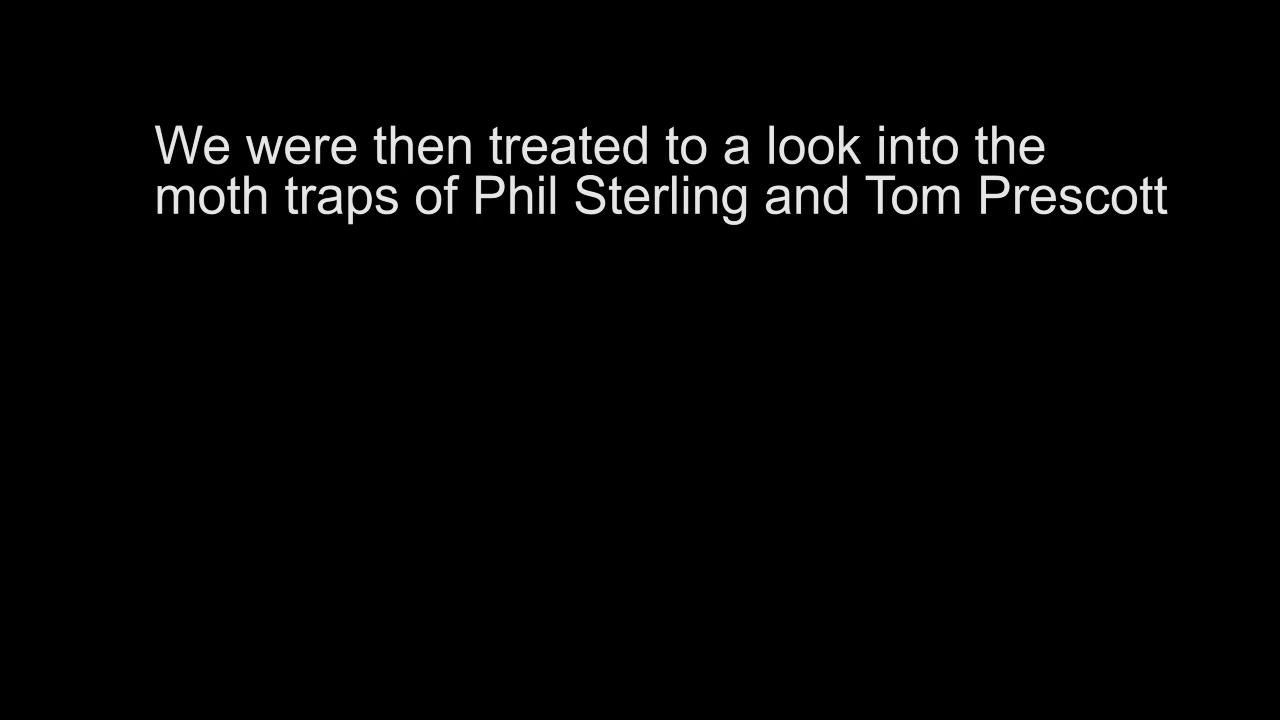 We were then treated to a look into the
moth traps of Phil Sterling and Tom Prescott